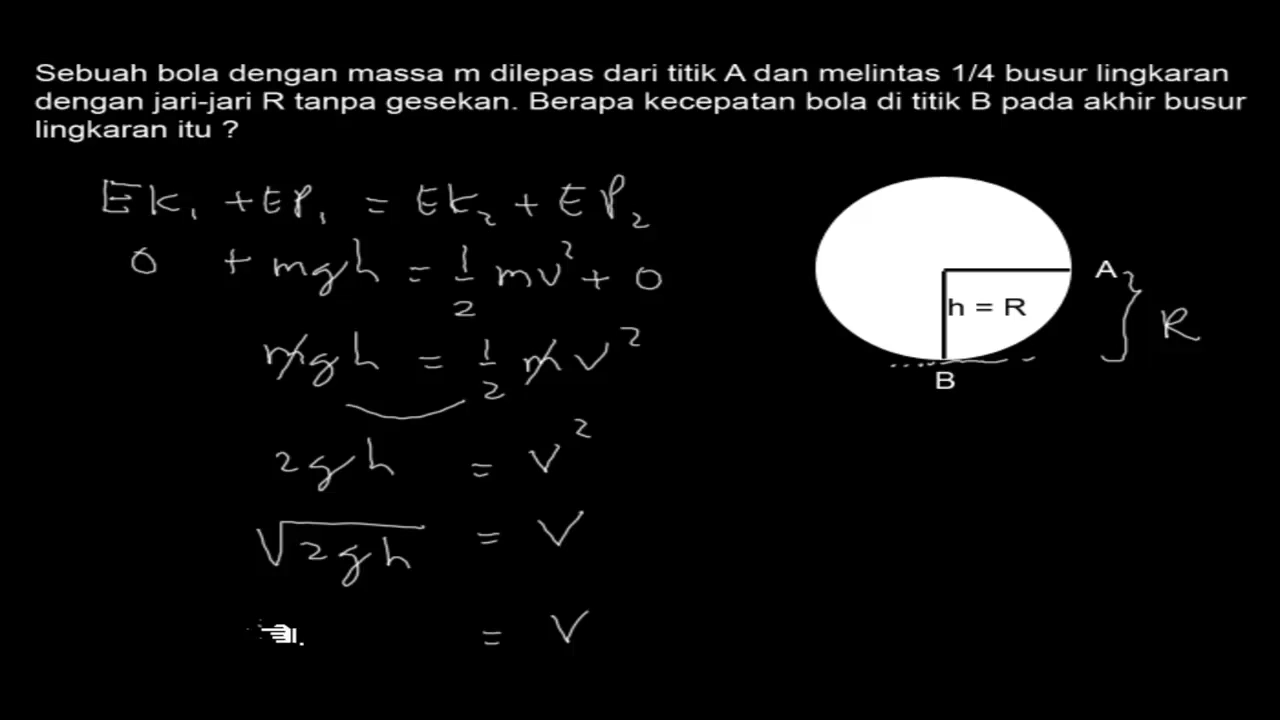 Sebuah bola dengan massa m dilepas dari titik A dan melintas 1/4 busur lingkaran
dengan jari-jari R tanpa gesekan. Berapa kecepatan bola di titik B pada akhir busur
lingkaran itu ?
Ek₁ + EP₁ = Ek₂ + EP₂
0 + mgh = 1/2 mv² + 0
mgh = 1/2 m v²
2gh = v²
√2gh = V
= V
A
h = R
R
B